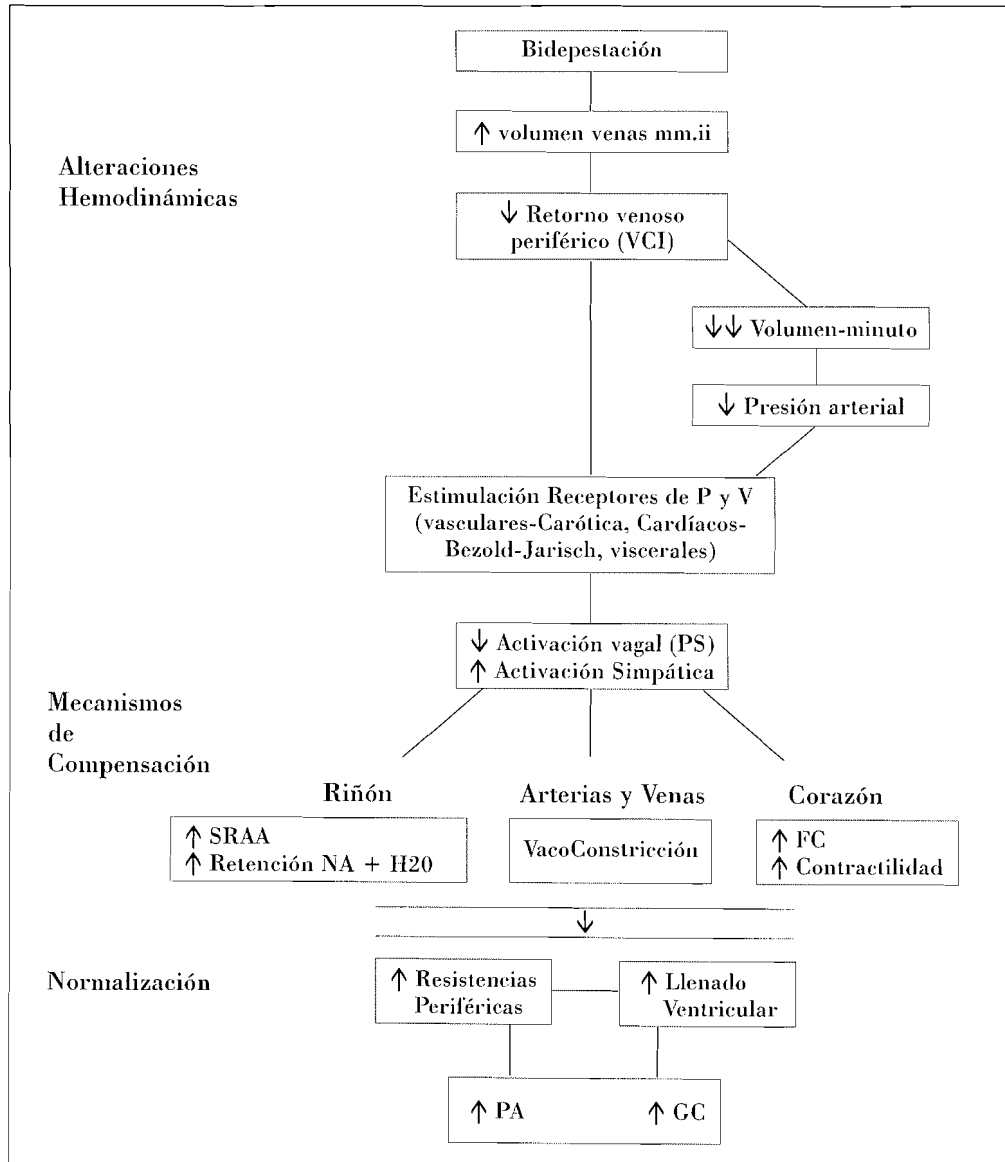 Bidepestación
↑ volumen venas mm.ii
Alteraciones
Hemodinámicas
↓ Retorno venoso
periférico (VCI)
↓↓ Volumen-minuto
↓ Presión arterial
Estimulación Receptores de P y V
(vasculares-Carótica, Cardíacos-
Bezold-Jarisch, viscerales)
↓ Activación vagal (PS)
↑ Activación Simpática
Mecanismos
de
Compensación
Riñón
↑ SRAA
↑ Retención NA + H20
Arterias y Venas
VacoConstricción
Corazón
↑ FC
↑ Contractilidad
↓
Normalización
↑ Resistencias
Periféricas
↑ Llenado
Ventricular
↑ PA
↑ GC